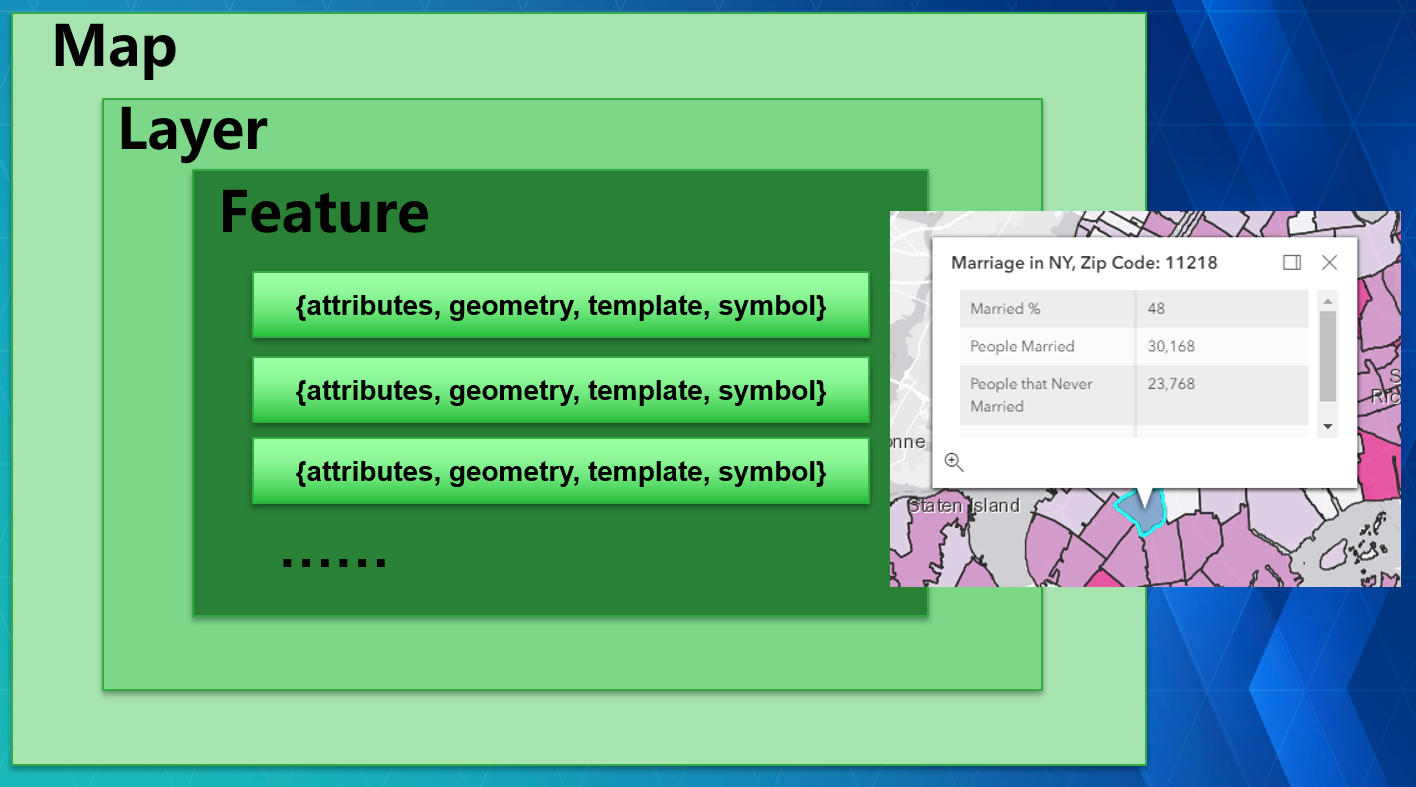 Map
Layer
Feature
{attributes, geometry, template, symbol}
{attributes, geometry, template, symbol}
{attributes, geometry, template, symbol}
......
Marriage in NY, Zip Code: 11218
Married % 48
People Married 30,168
People that Never 23,768
Married
onne
Staten Island
S
Ric